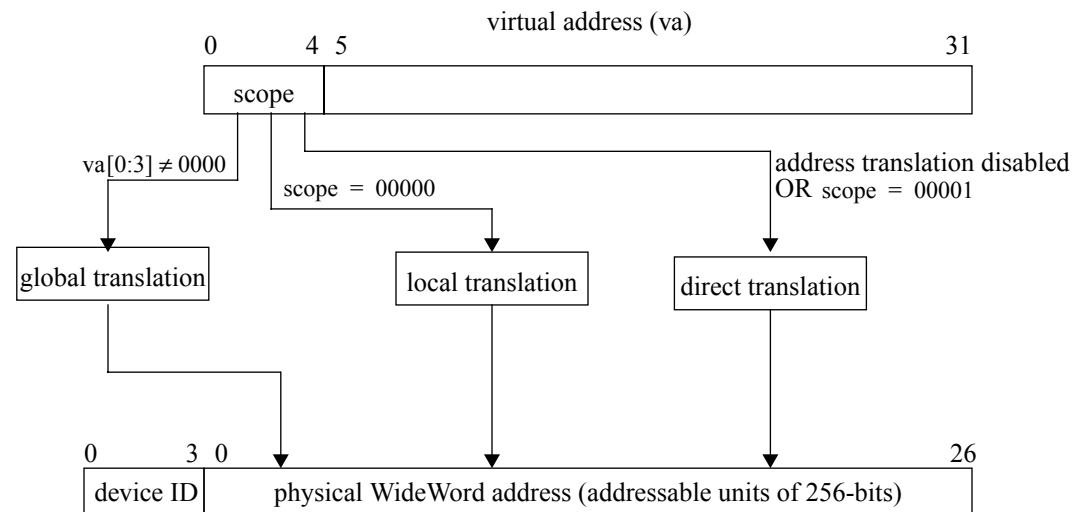 virtual address (va)
0 4 5 31
scope
va[0:3] ≠ 0000
scope = 00000
address translation disabled
OR scope = 00001
global translation
local translation
direct translation
0 3 0 26
device ID physical WideWord address (addressable units of 256-bits)